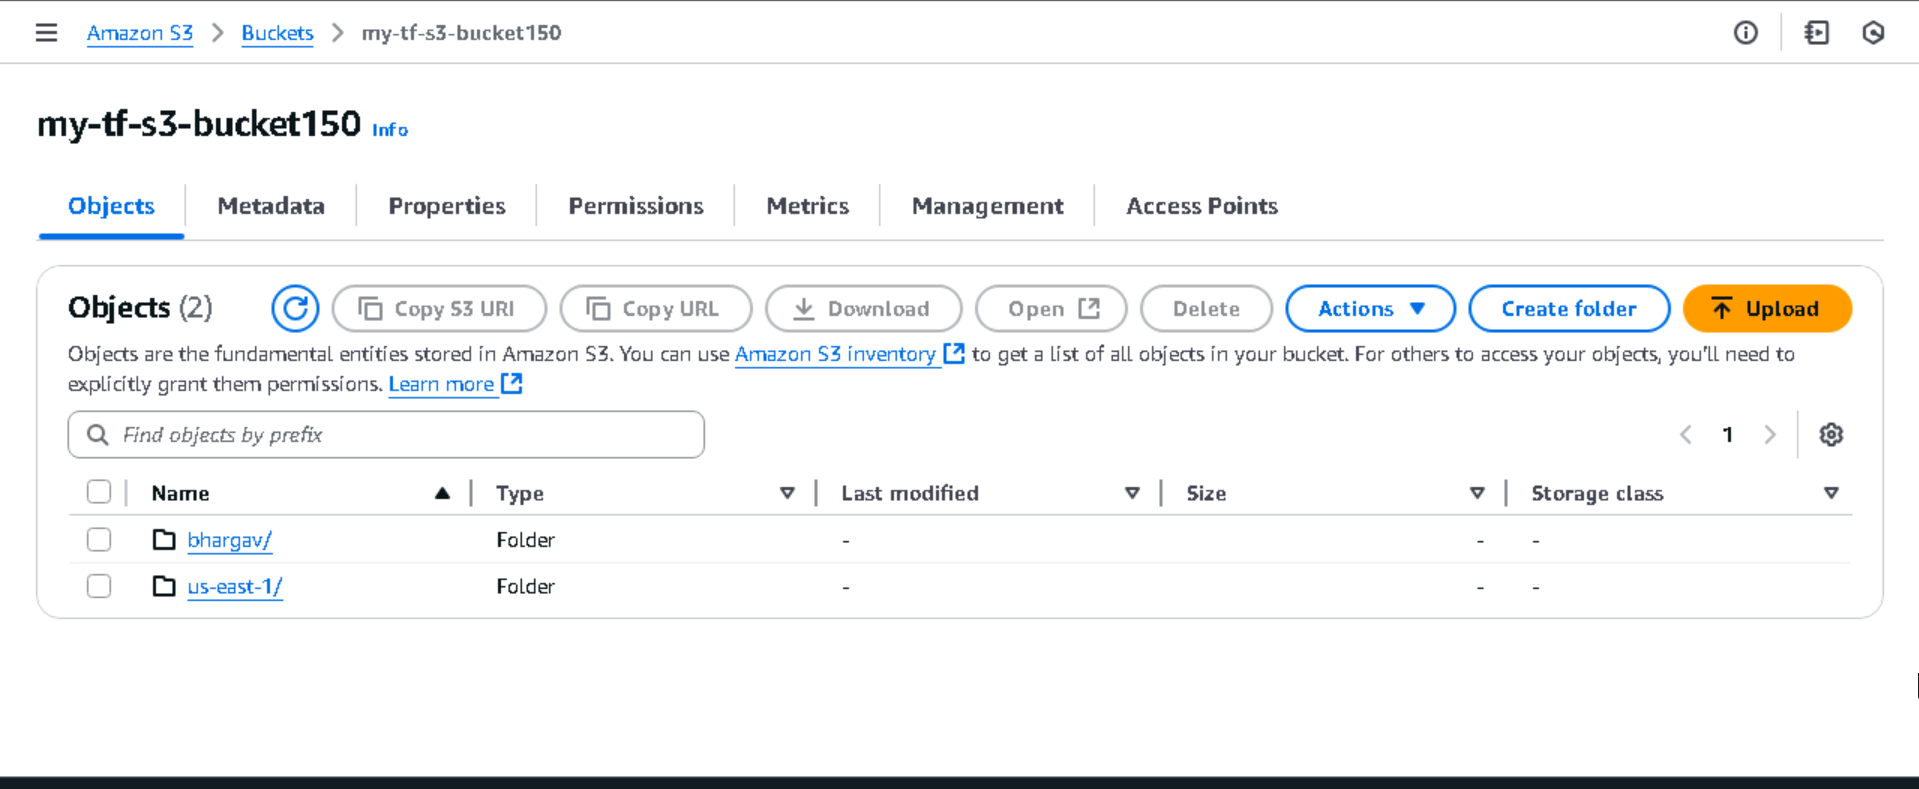 Amazon S3 > Buckets > my-tf-s3-bucket150
my-tf-s3-bucket150 Info
Objects Metadata Properties Permissions Metrics Management Access Points
Objects (2) Copy S3 URI Copy URL Download Open Delete Actions Create folder Upload
Objects are the fundamental entities stored in Amazon S3. You can use Amazon S3 inventory to get a list of all objects in your bucket. For others to access your objects, you'll need to
explicitly grant them permissions. Learn more
Find objects by prefix 1
Name Type Last modified Size Storage class
bhargav/ Folder - - -
us-east-1/ Folder - - -